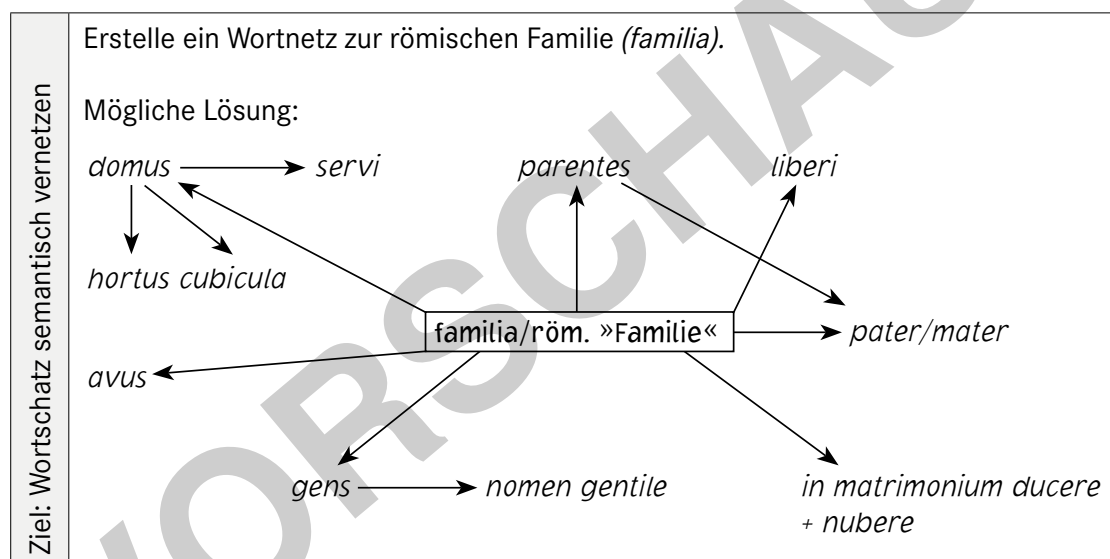 Ziel: Wortschatz semantisch vernetzen
Erstelle ein Wortnetz zur römischen Familie (familia).
Mögliche Lösung:
domus servi parentes liberi
hortus cubicula
familia/röm. »Familie« pater/mater
avus
gens nomen gentile in matrimonium ducere
+ nubere
VORSCHAU